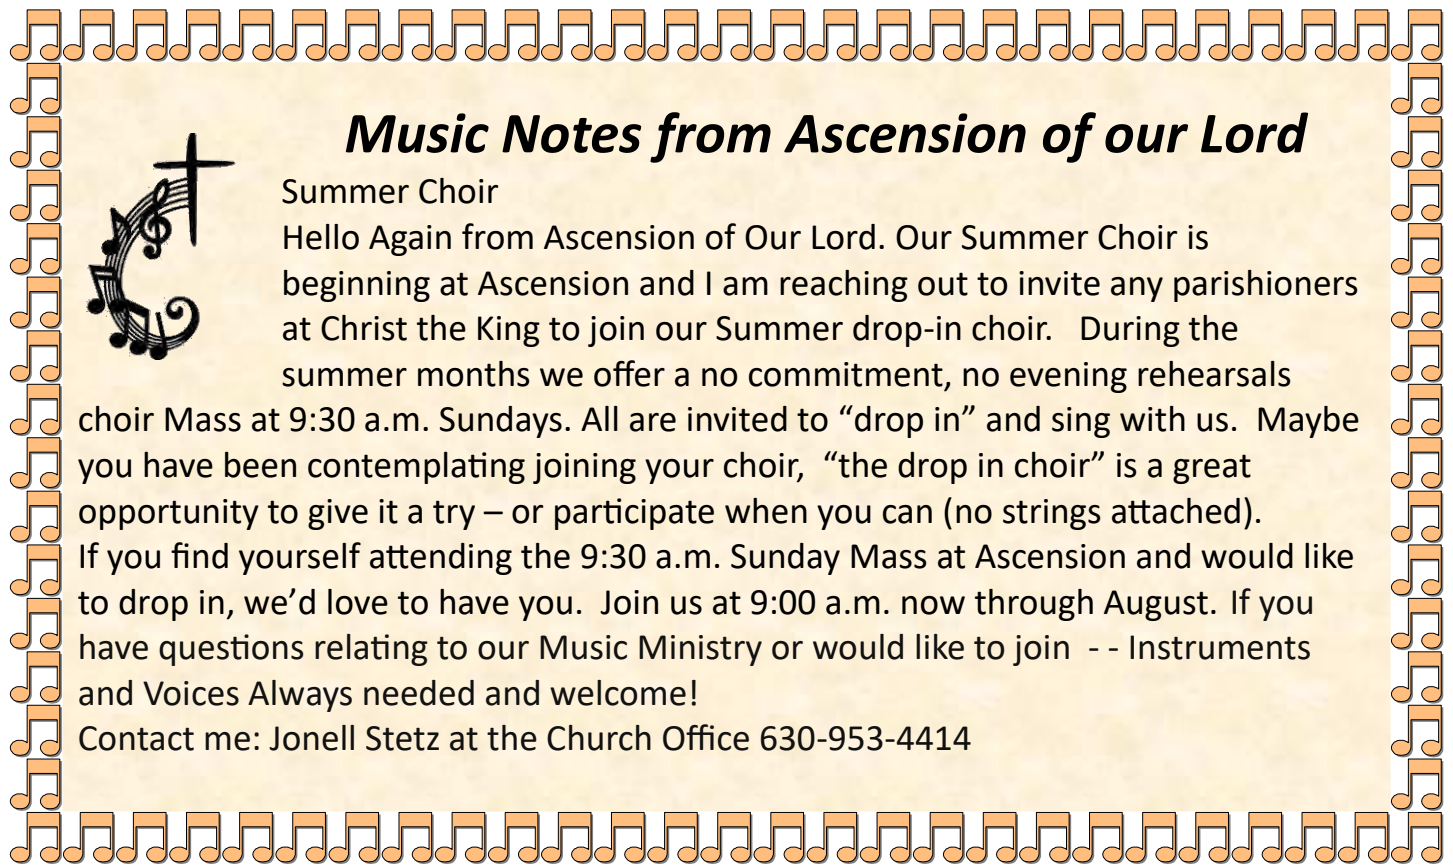 Music Notes from Ascension of our Lord
Summer Choir
Hello Again from Ascension of Our Lord. Our Summer Choir is
beginning at Ascension and I am reaching out to invite any parishioners
at Christ the King to join our Summer drop-in choir.   During the
summer months we offer a no commitment, no evening rehearsals
choir Mass at 9:30 a.m. Sundays. All are invited to “drop in” and sing with us.  Maybe
you have been contemplating joining your choir,  “the drop in choir” is a great
opportunity to give it a try – or participate when you can (no strings attached).
If you find yourself attending the 9:30 a.m. Sunday Mass at Ascension and would like
to drop in, we’d love to have you.  Join us at 9:00 a.m. now through August. If you
have questions relating to our Music Ministry or would like to join  - - Instruments
and Voices Always needed and welcome!
Contact me: Jonell Stetz at the Church Office 630-953-4414